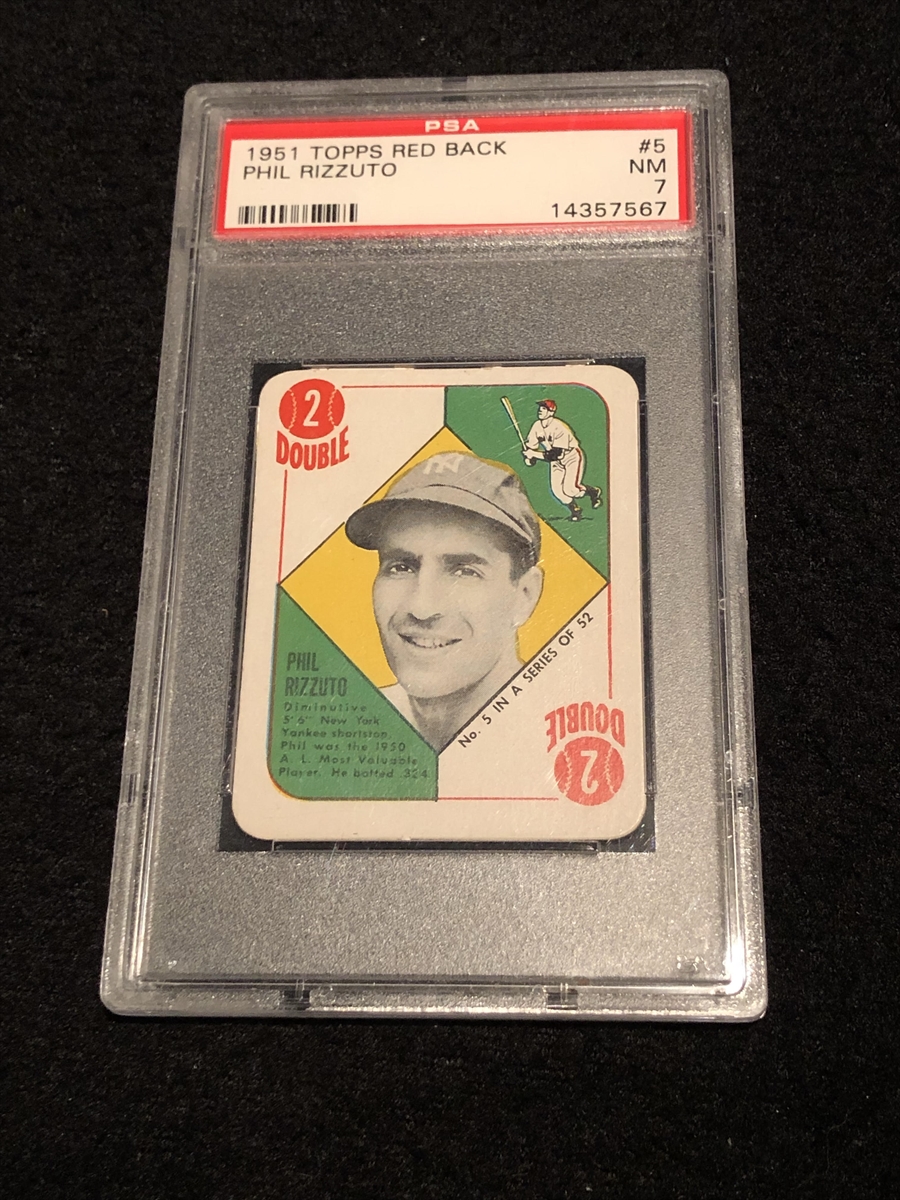 PSA
1951 TOPPS RED BACK #5
PHIL RIZZUTO NM
7
14357567
2
DOUBLE
NY
PHIL
RIZZUTO
Diminutive
5'6" New York
Yankee shortstop,
Phil was the 1950
A. L. Most Valuable
Player. He batted .324
No. 5 IN A SERIES OF 52
DOUBLE
2